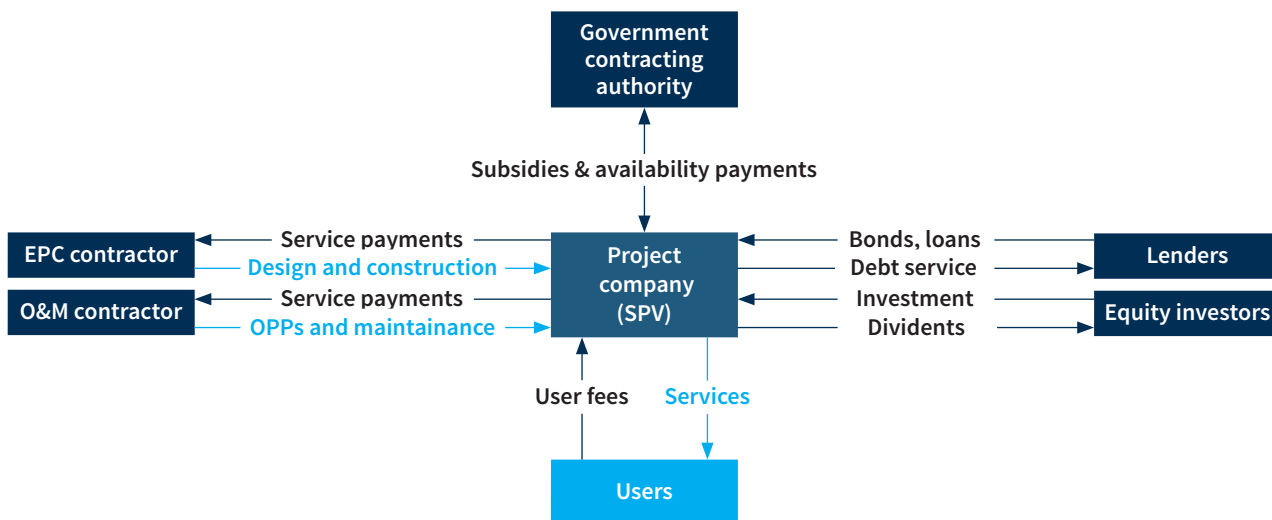 Government
contracting
authority
Subsidies & availability payments
EPC contractor
Service payments
Design and construction
O&M contractor
Service payments
OPPs and maintainance
Project
company
(SPV)
Bonds, loans
Debt service
Lenders
Investment
Dividents
Equity investors
User fees
Services
Users